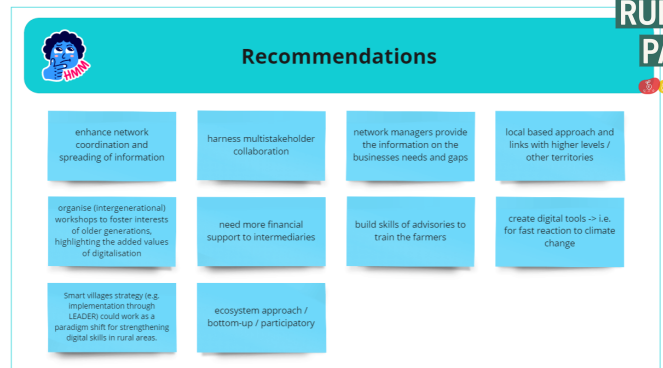 RU
PA
HMM
Recommendations
enhance network
coordination and
spreading of information
harness multistakeholder
collaboration
network managers provide
the information on the
businesses needs and gaps
local based approach and
links with higher levels /
other territories
organise (intergenerational)
workshops to foster interests
of older generations,
highlighting the added values
of digitalisation
need more financial
support to intermediaries
build skills of advisories to
train the farmers
create digital tools -> i.e.
for fast reaction to climate
change
Smart villages strategy (e.g.
implementation through
LEADER) could work as a
paradigm shift for strengthening
digital skills in rural areas.
ecosystem approach /
bottom-up / participatory